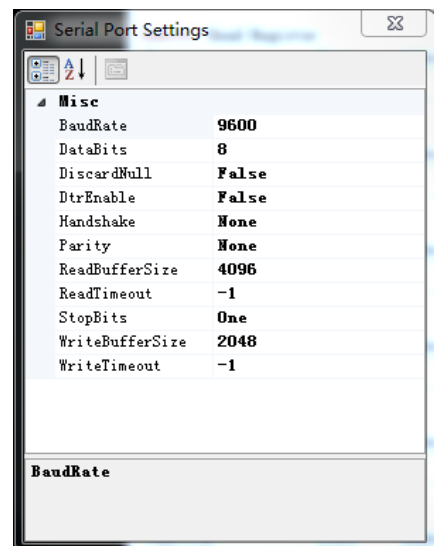 Serial Port Settings
Misc
BaudRate 9600
DataBits 8
DiscardNull False
DtrEnable False
Handshake None
Parity None
ReadBufferSize 4096
ReadTimeout -1
StopBits One
WriteBufferSize 2048
WriteTimeout -1
BaudRate